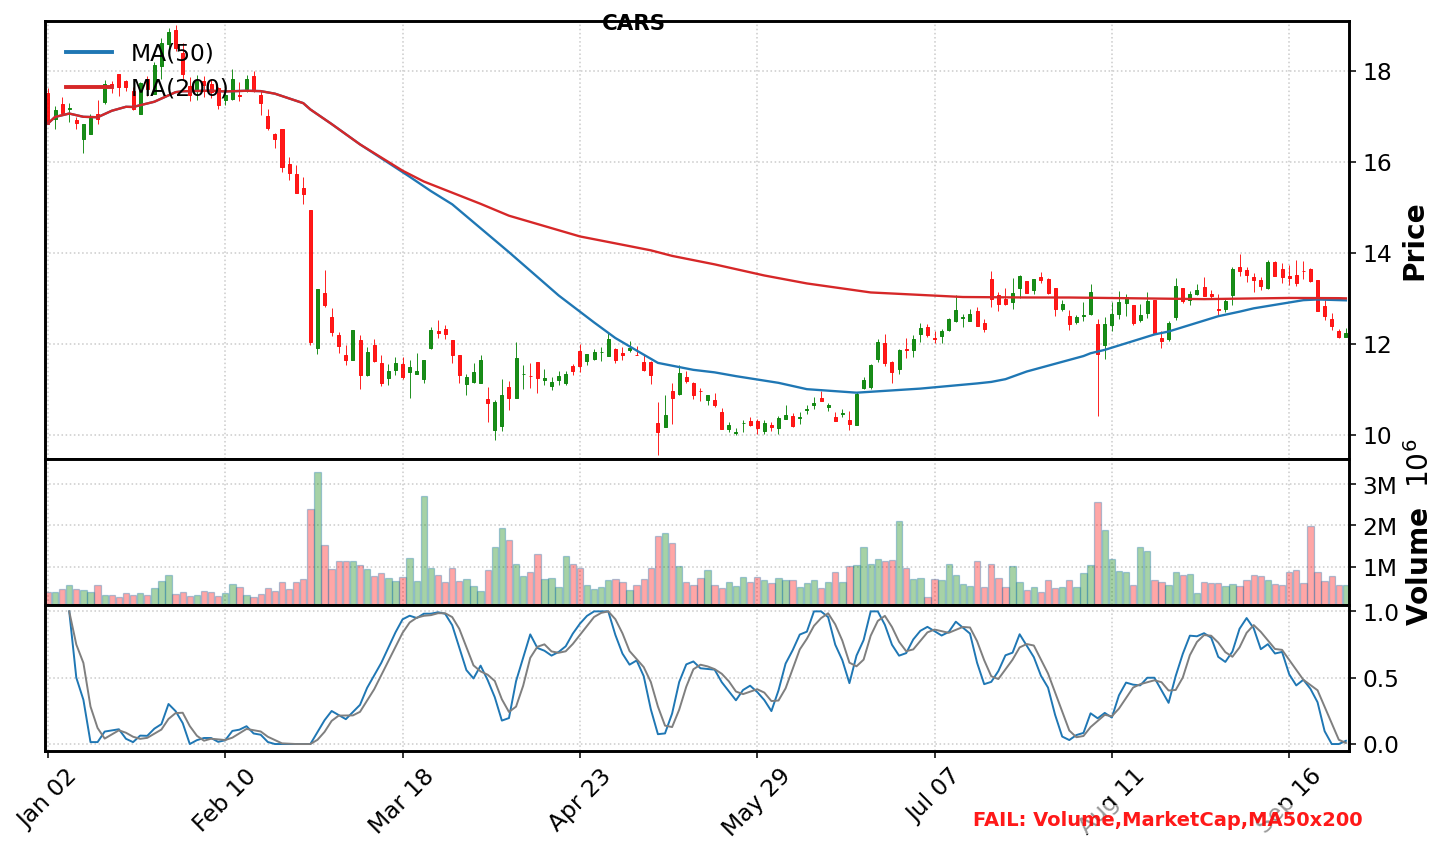 CARS
MA(50)
MA(200)
18
16
14
12
10
Price
3M
2M
1M
Volume 10^6
1.0
0.5
0.0
Jan 02
Feb 10
Mar 18
Apr 23
May 29
Jul 07
Aug 11
Sep 16
FAIL: Volume,MarketCap,MA50x200